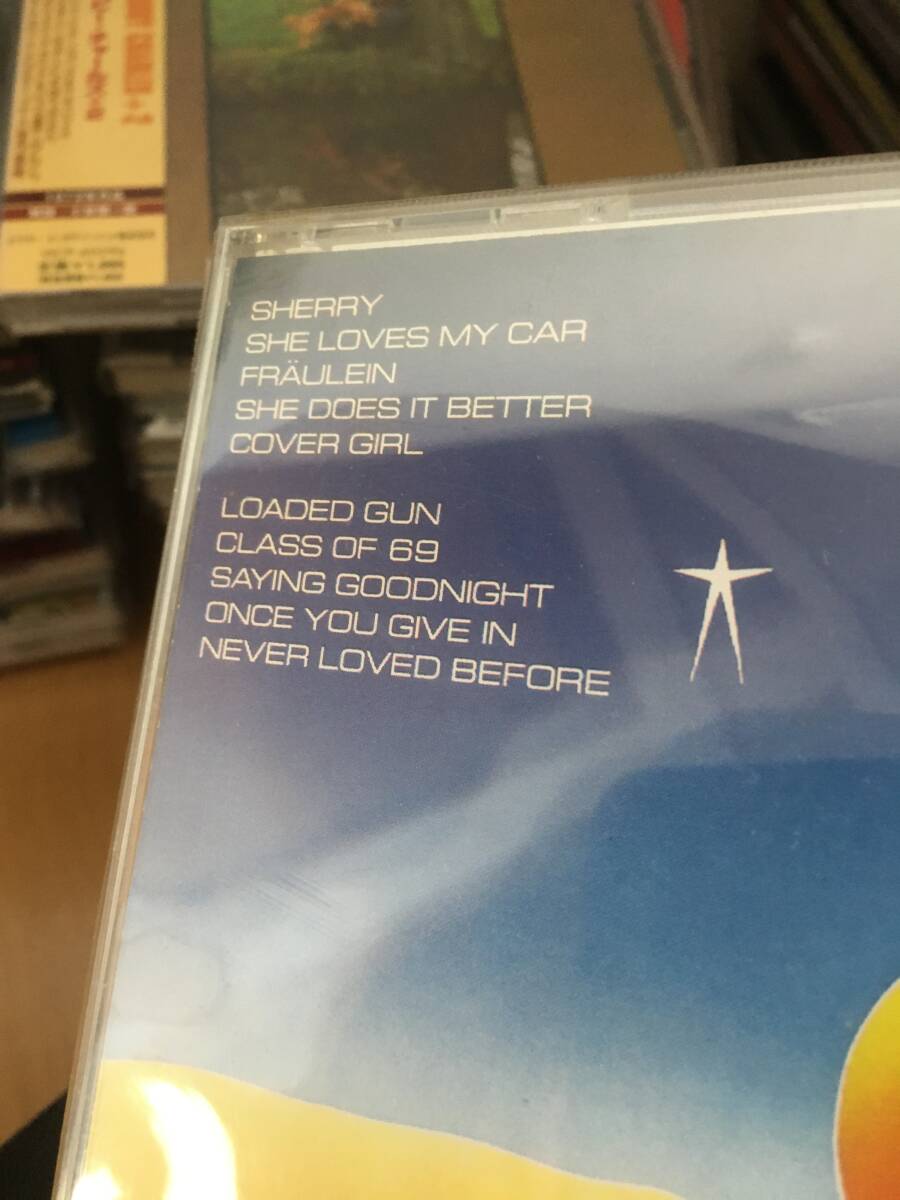 SHERRY
SHE LOVES MY CAR
FRÄULEIN
SHE DOES IT BETTER
COVER GIRL
LOADED GUN
CLASS OF 69
SAYING GOODNIGHT
ONCE YOU GIVE IN
NEVER LOVED BEFORE